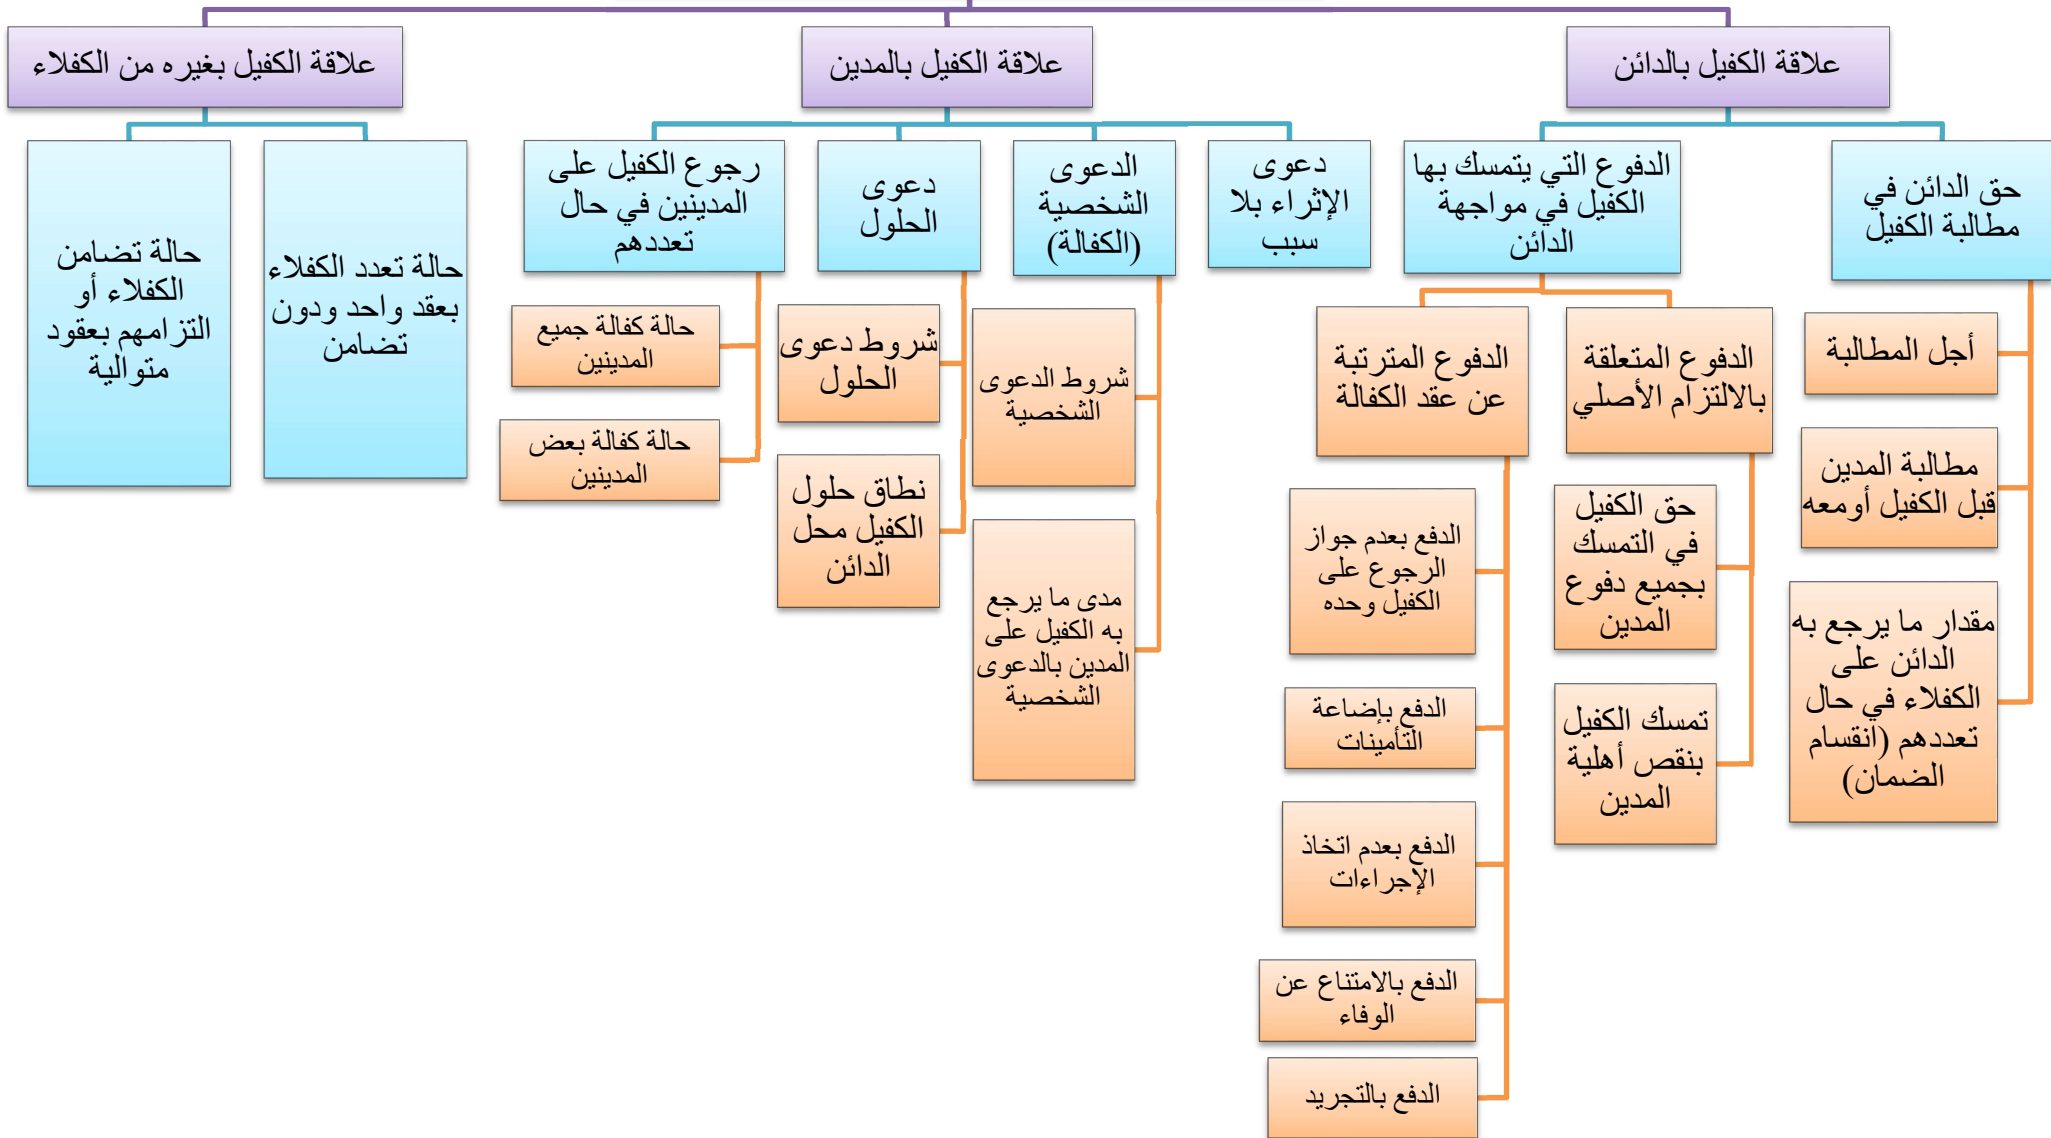 علاقة الكفيل بالدائن
علاقة الكفيل بالمدين
علاقة الكفيل بغيره من الكفلاء
حق الدائن في
مطالبة الكفيل
أجل المطالبة
مطالبة المدين
قبل الكفيل أومعه
مقدار ما يرجع به
الدائن على
الكفلاء في حال
تعددهم (انقسام
الضمان)
الدفوع التي يتمسك بها
الكفيل في مواجهة
الدائن
الدفوع المتعلقة
بالالتزام الأصلي
حق الكفيل
في التمسك
بجميع دفوع
المدين
تمسك الكفيل
بنقص أهلية
المدين
الدفوع المترتبة
عن عقد الكفالة
الدفع بعدم جواز
الرجوع على
الكفيل وحده
الدفع بإضاعة
التأمينات
الدفع بعدم اتخاذ
الإجراءات
الدفع بالامتناع عن
الوفاء
الدفع بالتجريد
دعوى
الإثراء بلا
سبب
الدعوى
الشخصية
(الكفالة)
شروط الدعوى
الشخصية
مدى ما يرجع
به الكفيل على
المدين بالدعوى
الشخصية
دعوى
الحلول
شروط دعوى
الحلول
نطاق حلول
الكفيل محل
الدائن
رجوع الكفيل على
المدينين في حال
تعددهم
حالة كفالة جميع
المدينين
حالة كفالة بعض
المدينين
حالة تعدد الكفلاء
بعقد واحد ودون
تضامن
حالة تضامن
الكفلاء أو
التزامهم بعقود
متوالية